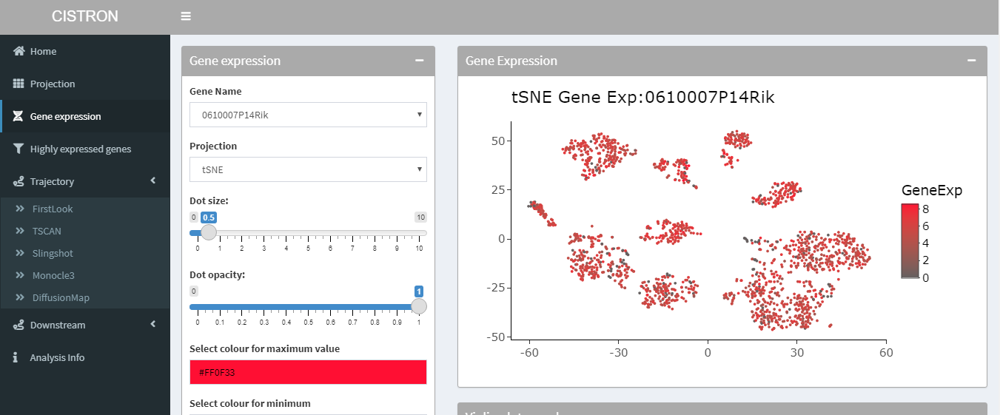 CISTRON
Home
Projection
Gene expression
Highly expressed genes
Trajectory
FirstLook
TSCAN
Slingshot
Monocle3
DiffusionMap
Downstream
Analysis Info
Gene expression
Gene Name
0610007P14Rik
Projection
tSNE
Dot size:
0 0.5 10
0 1 2 3 4 5 6 7 8 9 10
Dot opacity:
0 1
0 0.1 0.2 0.3 0.4 0.5 0.6 0.7 0.8 0.9 1
Select colour for maximum value
#FF0F33
Select colour for minimum
Gene Expression
tSNE Gene Exp:0610007P14Rik
50
25
0
-25
-50
-60 -30 0 30 60
GeneExp
8
6
4
2
0